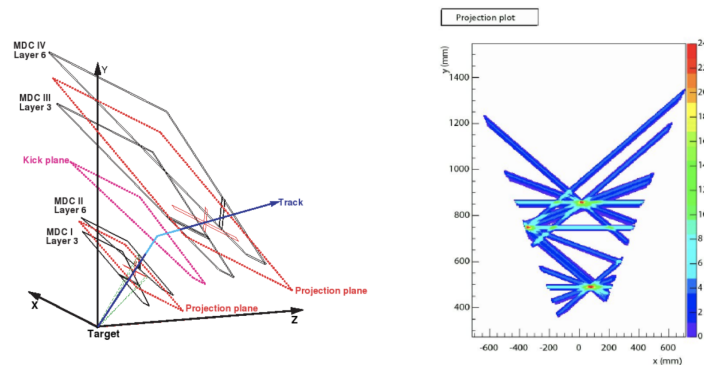 MDC IV
Layer 6
Y
MDC III
Layer 3
Kick plane
Track
MDC II
Layer 6
MDC I
Layer 3
X
Projection plane
Projection plane
Z
Target
Projection plot
y (mm)
1400
1200
1000
800
600
400
-600 -400 -200 0 200 400 600
x (mm)
24
22
20
18
16
14
12
10
8
6
4
2
0